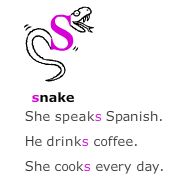 S
snake
She speaks Spanish.
He drinks coffee.
She cooks every day.